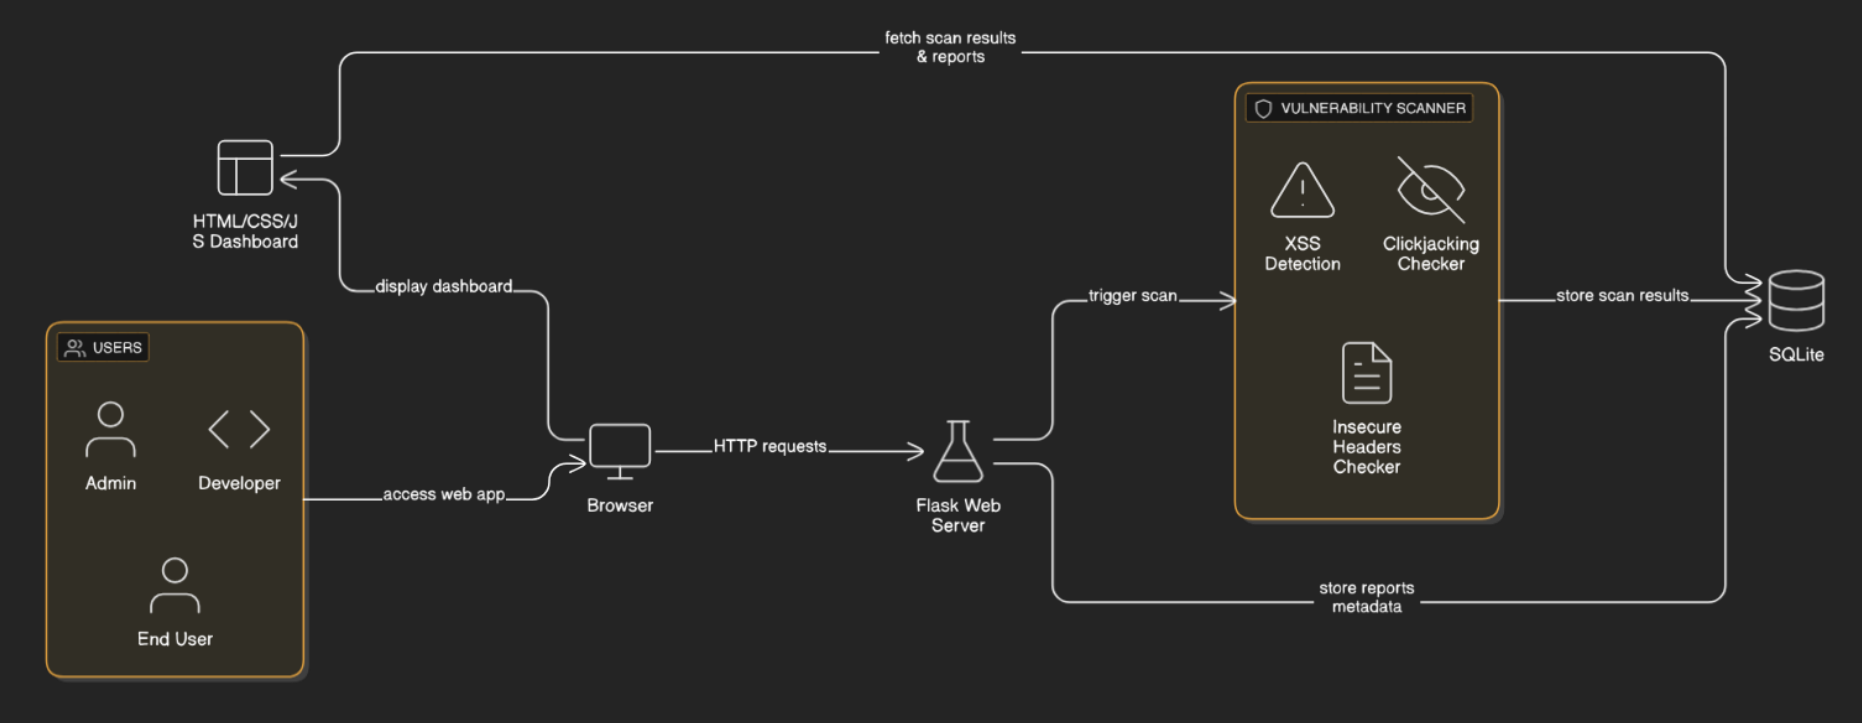 fetch scan results
& reports
VULNERABILITY SCANNER
XSS
Detection
Clickjacking
Checker
HTML/CSS/J
S Dashboard
display dashboard
trigger scan
store scan results
SQLite
USERS
Admin
Developer
access web app
Browser
HTTP requests
Flask Web
Server
Insecure
Headers
Checker
End User
store reports
metadata